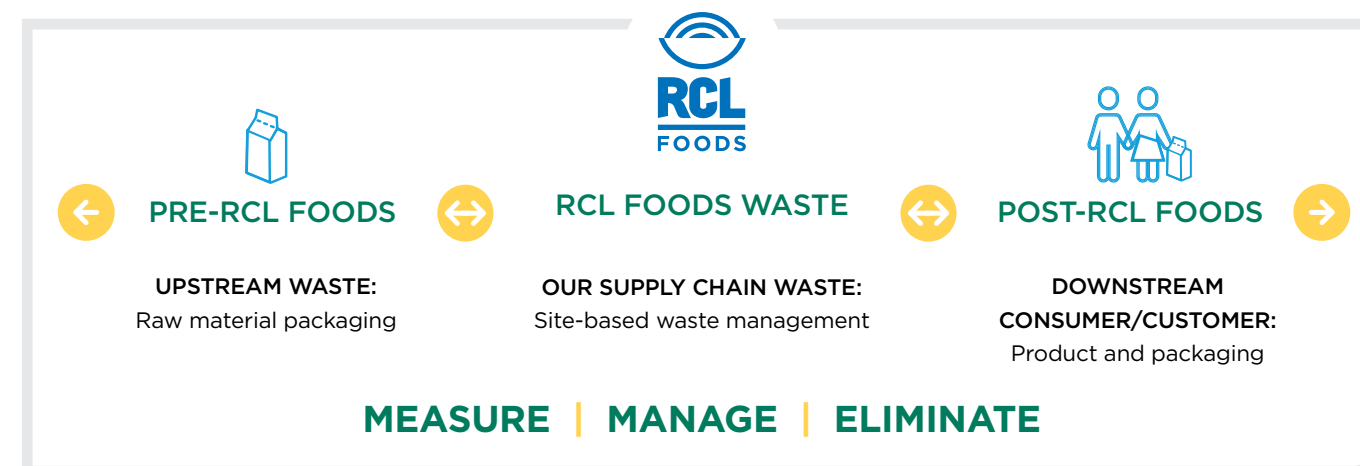 RCL
FOODS
PRE-RCL FOODS
RCL FOODS WASTE
POST-RCL FOODS
UPSTREAM WASTE:
Raw material packaging
OUR SUPPLY CHAIN WASTE:
Site-based waste management
DOWNSTREAM
CONSUMER/CUSTOMER:
Product and packaging
MEASURE | MANAGE | ELIMINATE